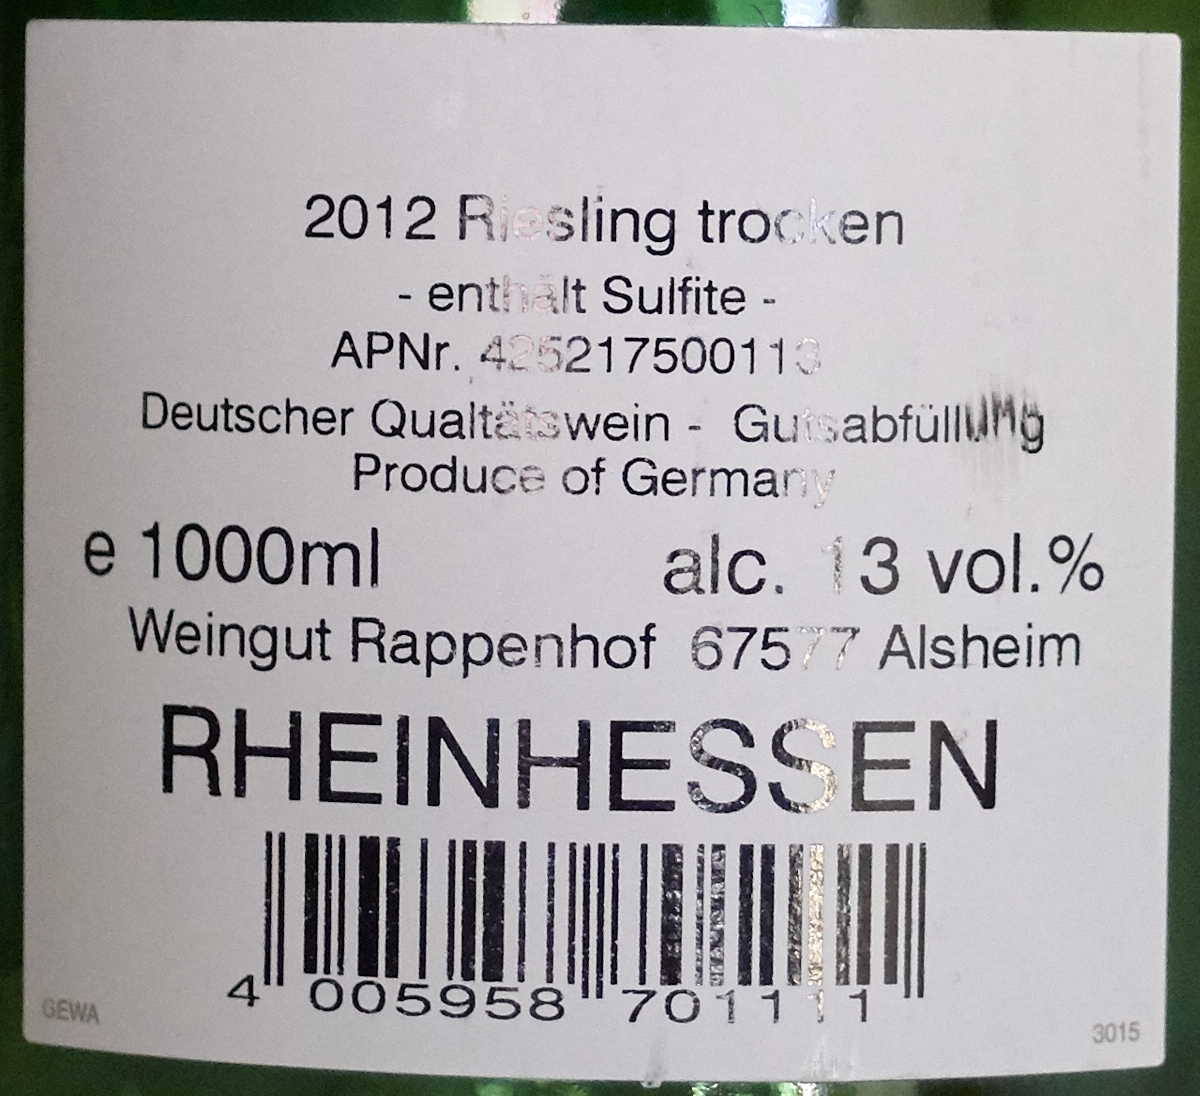 2012 Riesling trocken
- enthält Sulfite -
APNr. 425217500113
Deutscher Qualtätswein - Gutsabfüllung
Produce of Germany
e 1000ml alc. 13 vol.%
Weingut Rappenhof 67577 Alsheim
RHEINHESSEN
4 005958 701111
GEWA 3015